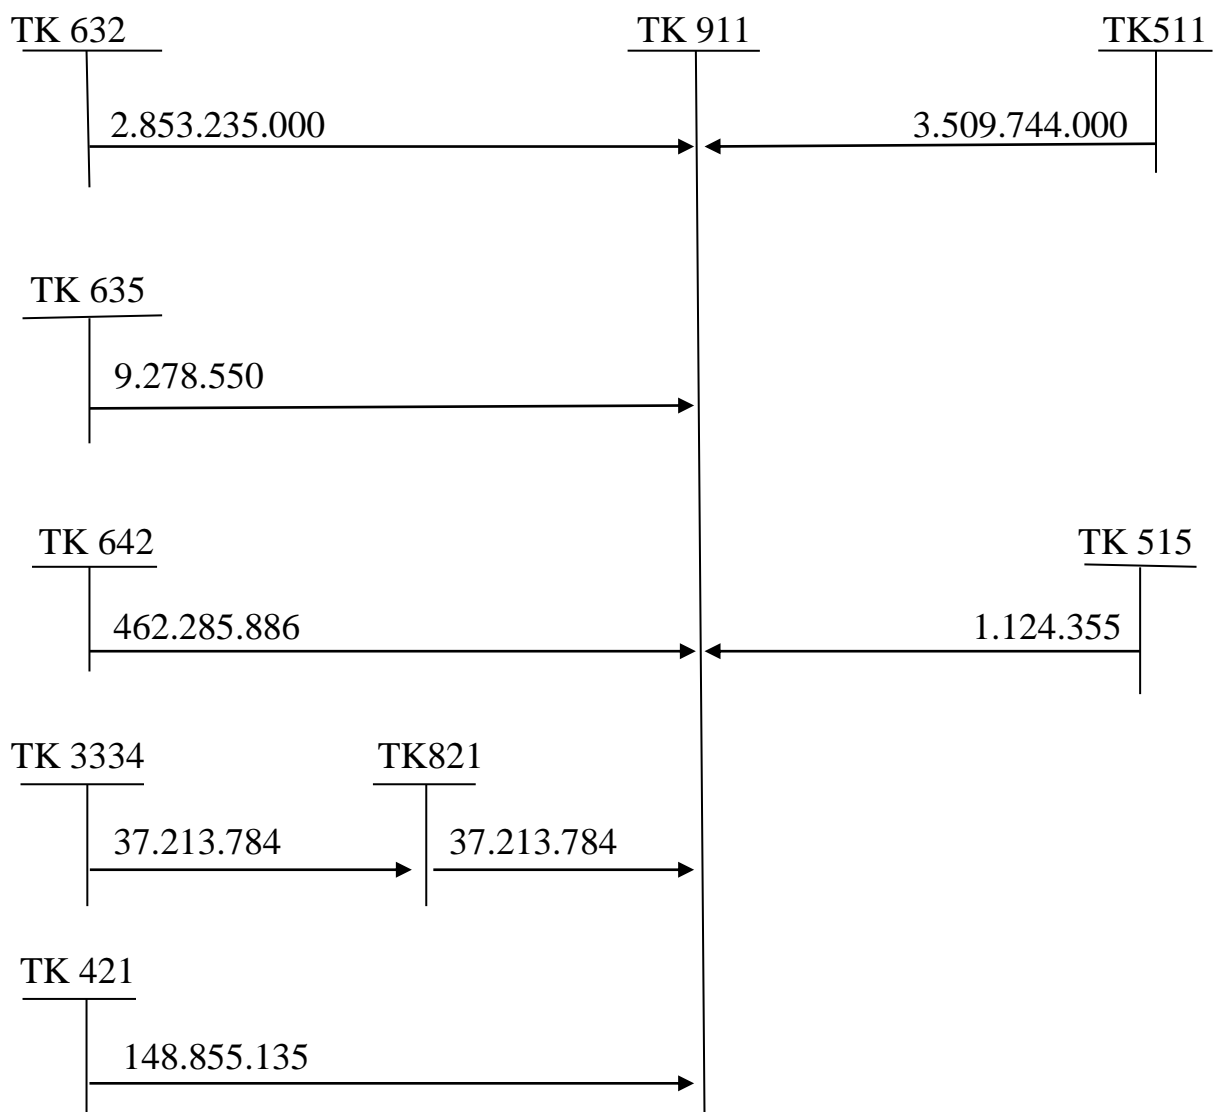 TK 632 TK 911 TK511
2.853.235.000 3.509.744.000
TK 635
9.278.550
TK 642 TK 515
462.285.886 1.124.355
TK 3334 TK821
37.213.784 37.213.784
TK 421
148.855.135